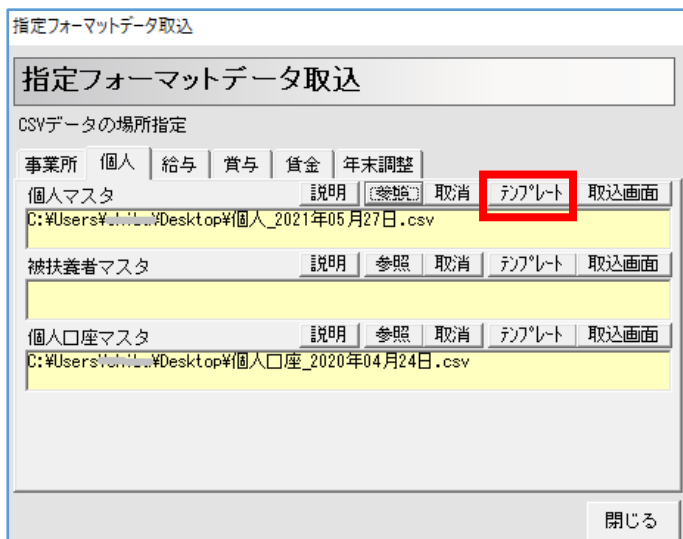 指定フォーマットデータ取込
指定フォーマットデータ取込
CSVデータの場所指定
事業所 個人 給与 賞与 賃金 年末調整
個人マスタ 説明 参照 取消 テンプレート 取込画面
C:¥Users¥ ¥Desktop¥個人_2021年05月27日.csv
被扶養者マスタ 説明 参照 取消 テンプレート 取込画面
個人口座マスタ 説明 参照 取消 テンプレート 取込画面
C:¥Users¥ ¥Desktop¥個人口座_2020年04月24日.csv
閉じる